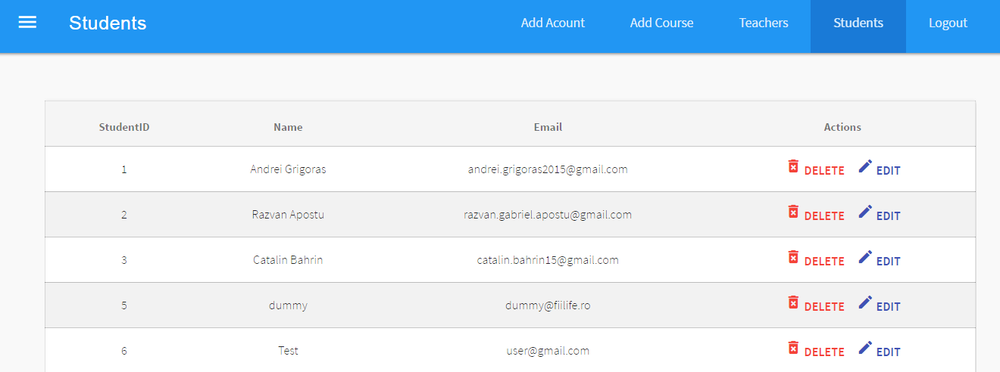 Students Add Acount Add Course Teachers Students Logout
StudentID Name Email Actions
1 Andrei Grigoras andrei.grigoras2015@gmail.com DELETE EDIT
2 Razvan Apostu razvan.gabriel.apostu@gmail.com DELETE EDIT
3 Catalin Bahrin catalin.bahrin15@gmail.com DELETE EDIT
5 dummy dummy@fiilife.ro DELETE EDIT
6 Test user@gmail.com DELETE EDIT